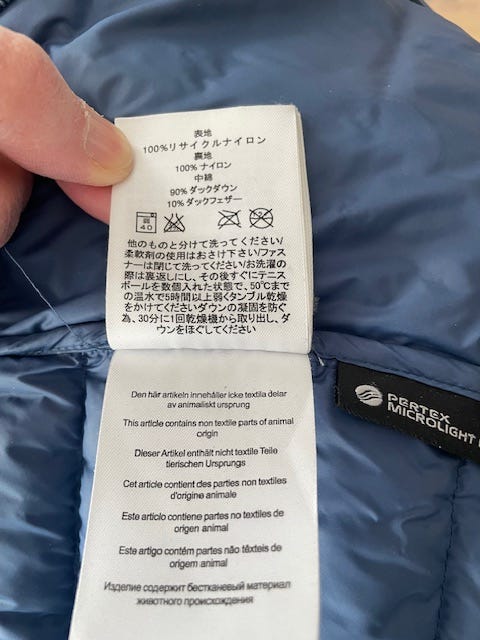 表地
100%リサイクルナイロン
裏地
100% ナイロン
中綿
90% ダックダウン
10% ダックフェザー
40
他のものと分けて洗ってください/
柔軟剤の使用はおさけ下さい/ファス
ナーは閉じて洗ってください/お洗濯の
際は裏返しにし、その後すぐにテニス
ボールを数個入れた状態で、50℃まで
の温水で5時間以上弱くタンブル乾燥
をかけてくださいダウンの凝固を防ぐ
為、30分に1回乾燥機から取り出し、ダ
ウンをほぐしてください
Den här artikeln innehåller icke textila delar
av animaliskt ursprung
This article contains non textile parts of animal
origin
Dieser Artikel enthält nicht textile Teile
tierischen Ursprungs
Cet article contient des parties non textiles
d'origine animale
Este articlo contiene partes no textiles de
origen animal
Este artigo contém partes não têxteis de
origem animal
Изделие содержит бестканевый материал
животного происхождения
PERTEX
MICROLIGHT